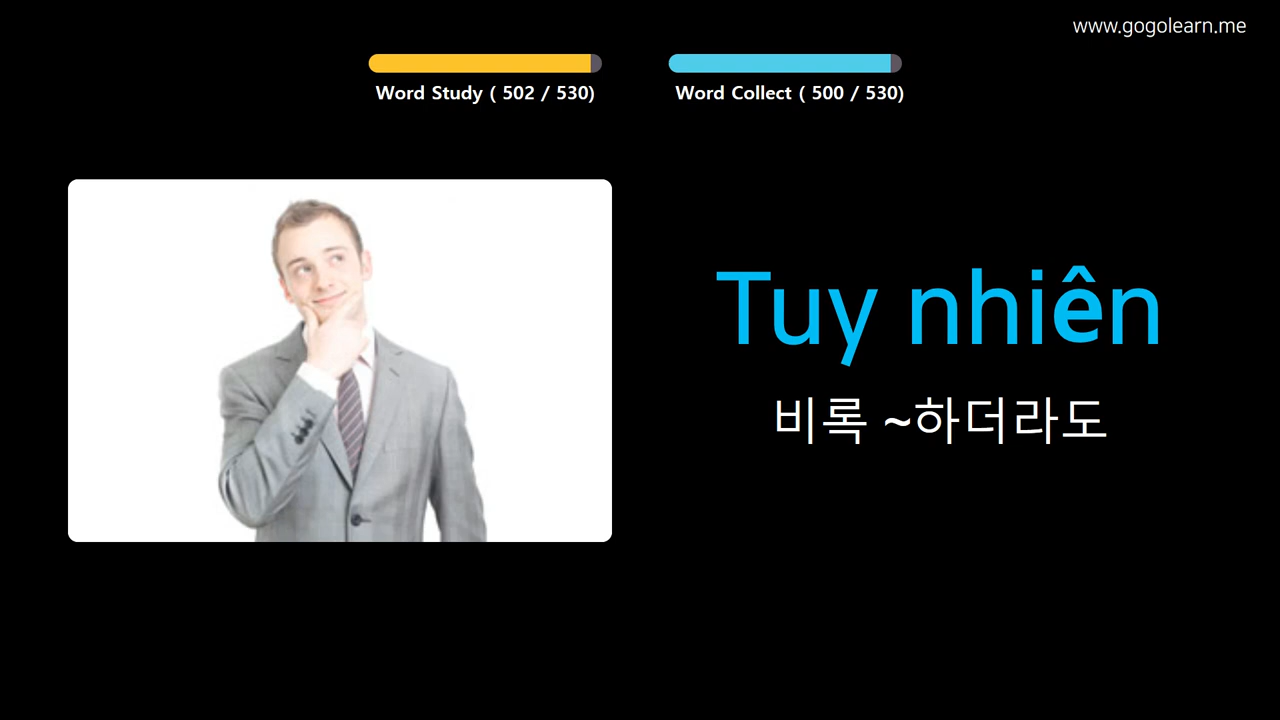 www.gogolearn.me
Word Study ( 502 / 530)
Word Collect ( 500 / 530)
Tuy nhiên
비록 ~하더라도